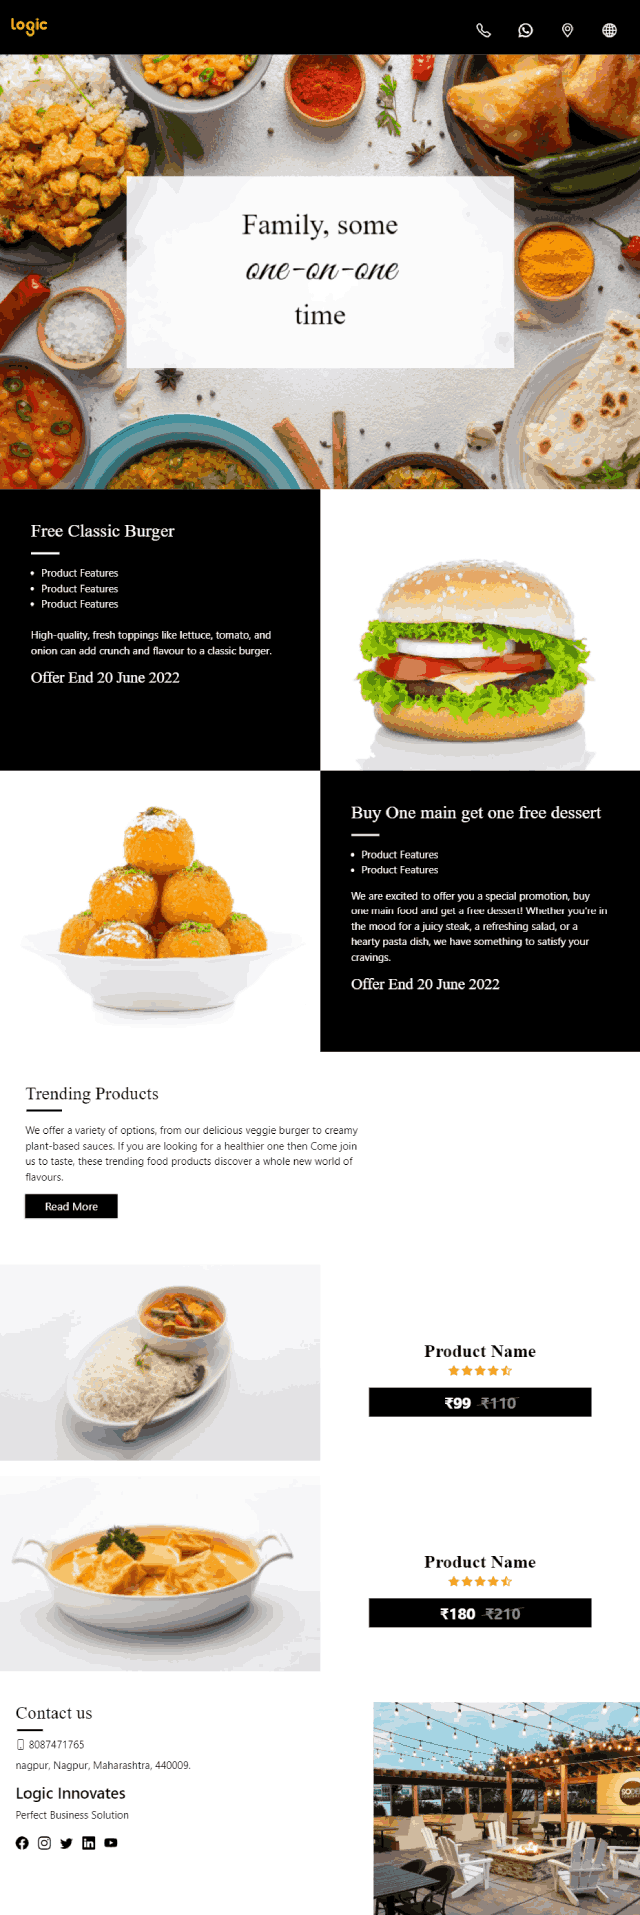 logic
Family, some
one-on-one
time
Free Classic Burger
• Product Features
• Product Features
• Product Features
High-quality, fresh toppings like lettuce, tomato, and
onion can add crunch and flavour to a classic burger.
Offer End 20 June 2022
Buy One main get one free dessert
• Product Features
• Product Features
We are excited to offer you a special promotion, buy
one main food and get a free dessert! Whether you're in
the mood for a juicy steak, a refreshing salad, or a
hearty pasta dish, we have something to satisfy your
cravings.
Offer End 20 June 2022
Trending Products
We offer a variety of options, from our delicious veggie burger to creamy
plant-based sauces. If you are looking for a healthier one then Come join
us to taste, these trending food products discover a whole new world of
flavours.
Read More
Product Name
₹99 ₹110
Product Name
₹180 ₹210
Contact us
8087471765
nagpur, Nagpur, Maharashtra, 440009.
Logic Innovates
Perfect Business Solution